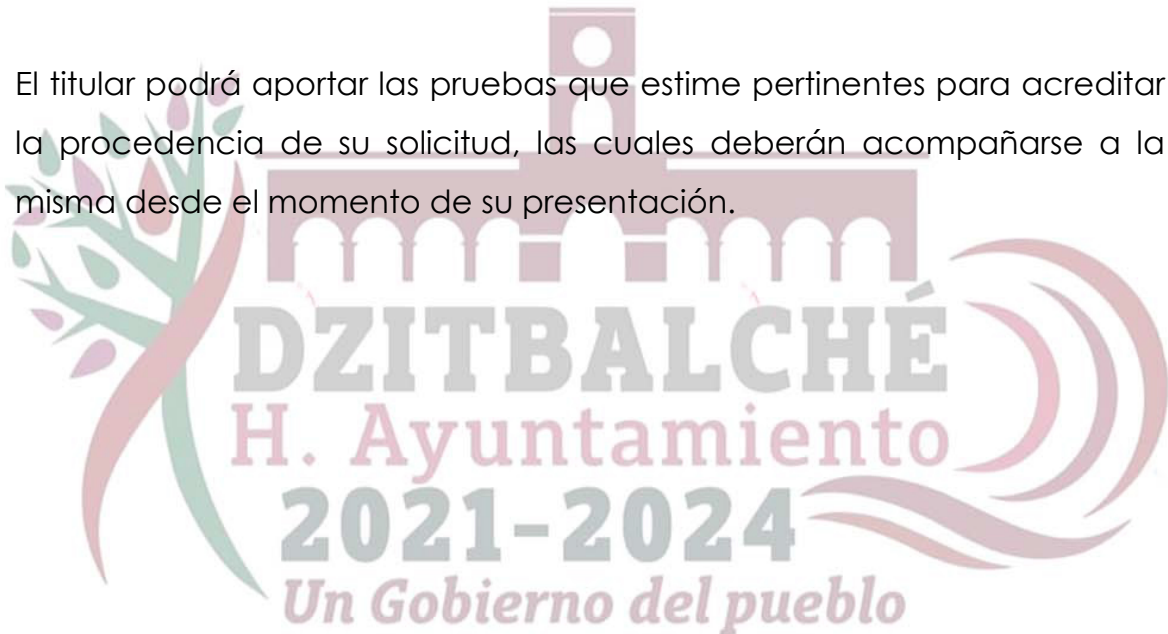 El titular podrá aportar las pruebas que estime pertinentes para acreditar
la procedencia de su solicitud, las cuales deberán acompañarse a la
misma desde el momento de su presentación.
DZITBALCHÉ
H. Ayuntamiento
2021-2024
Un Gobierno del pueblo